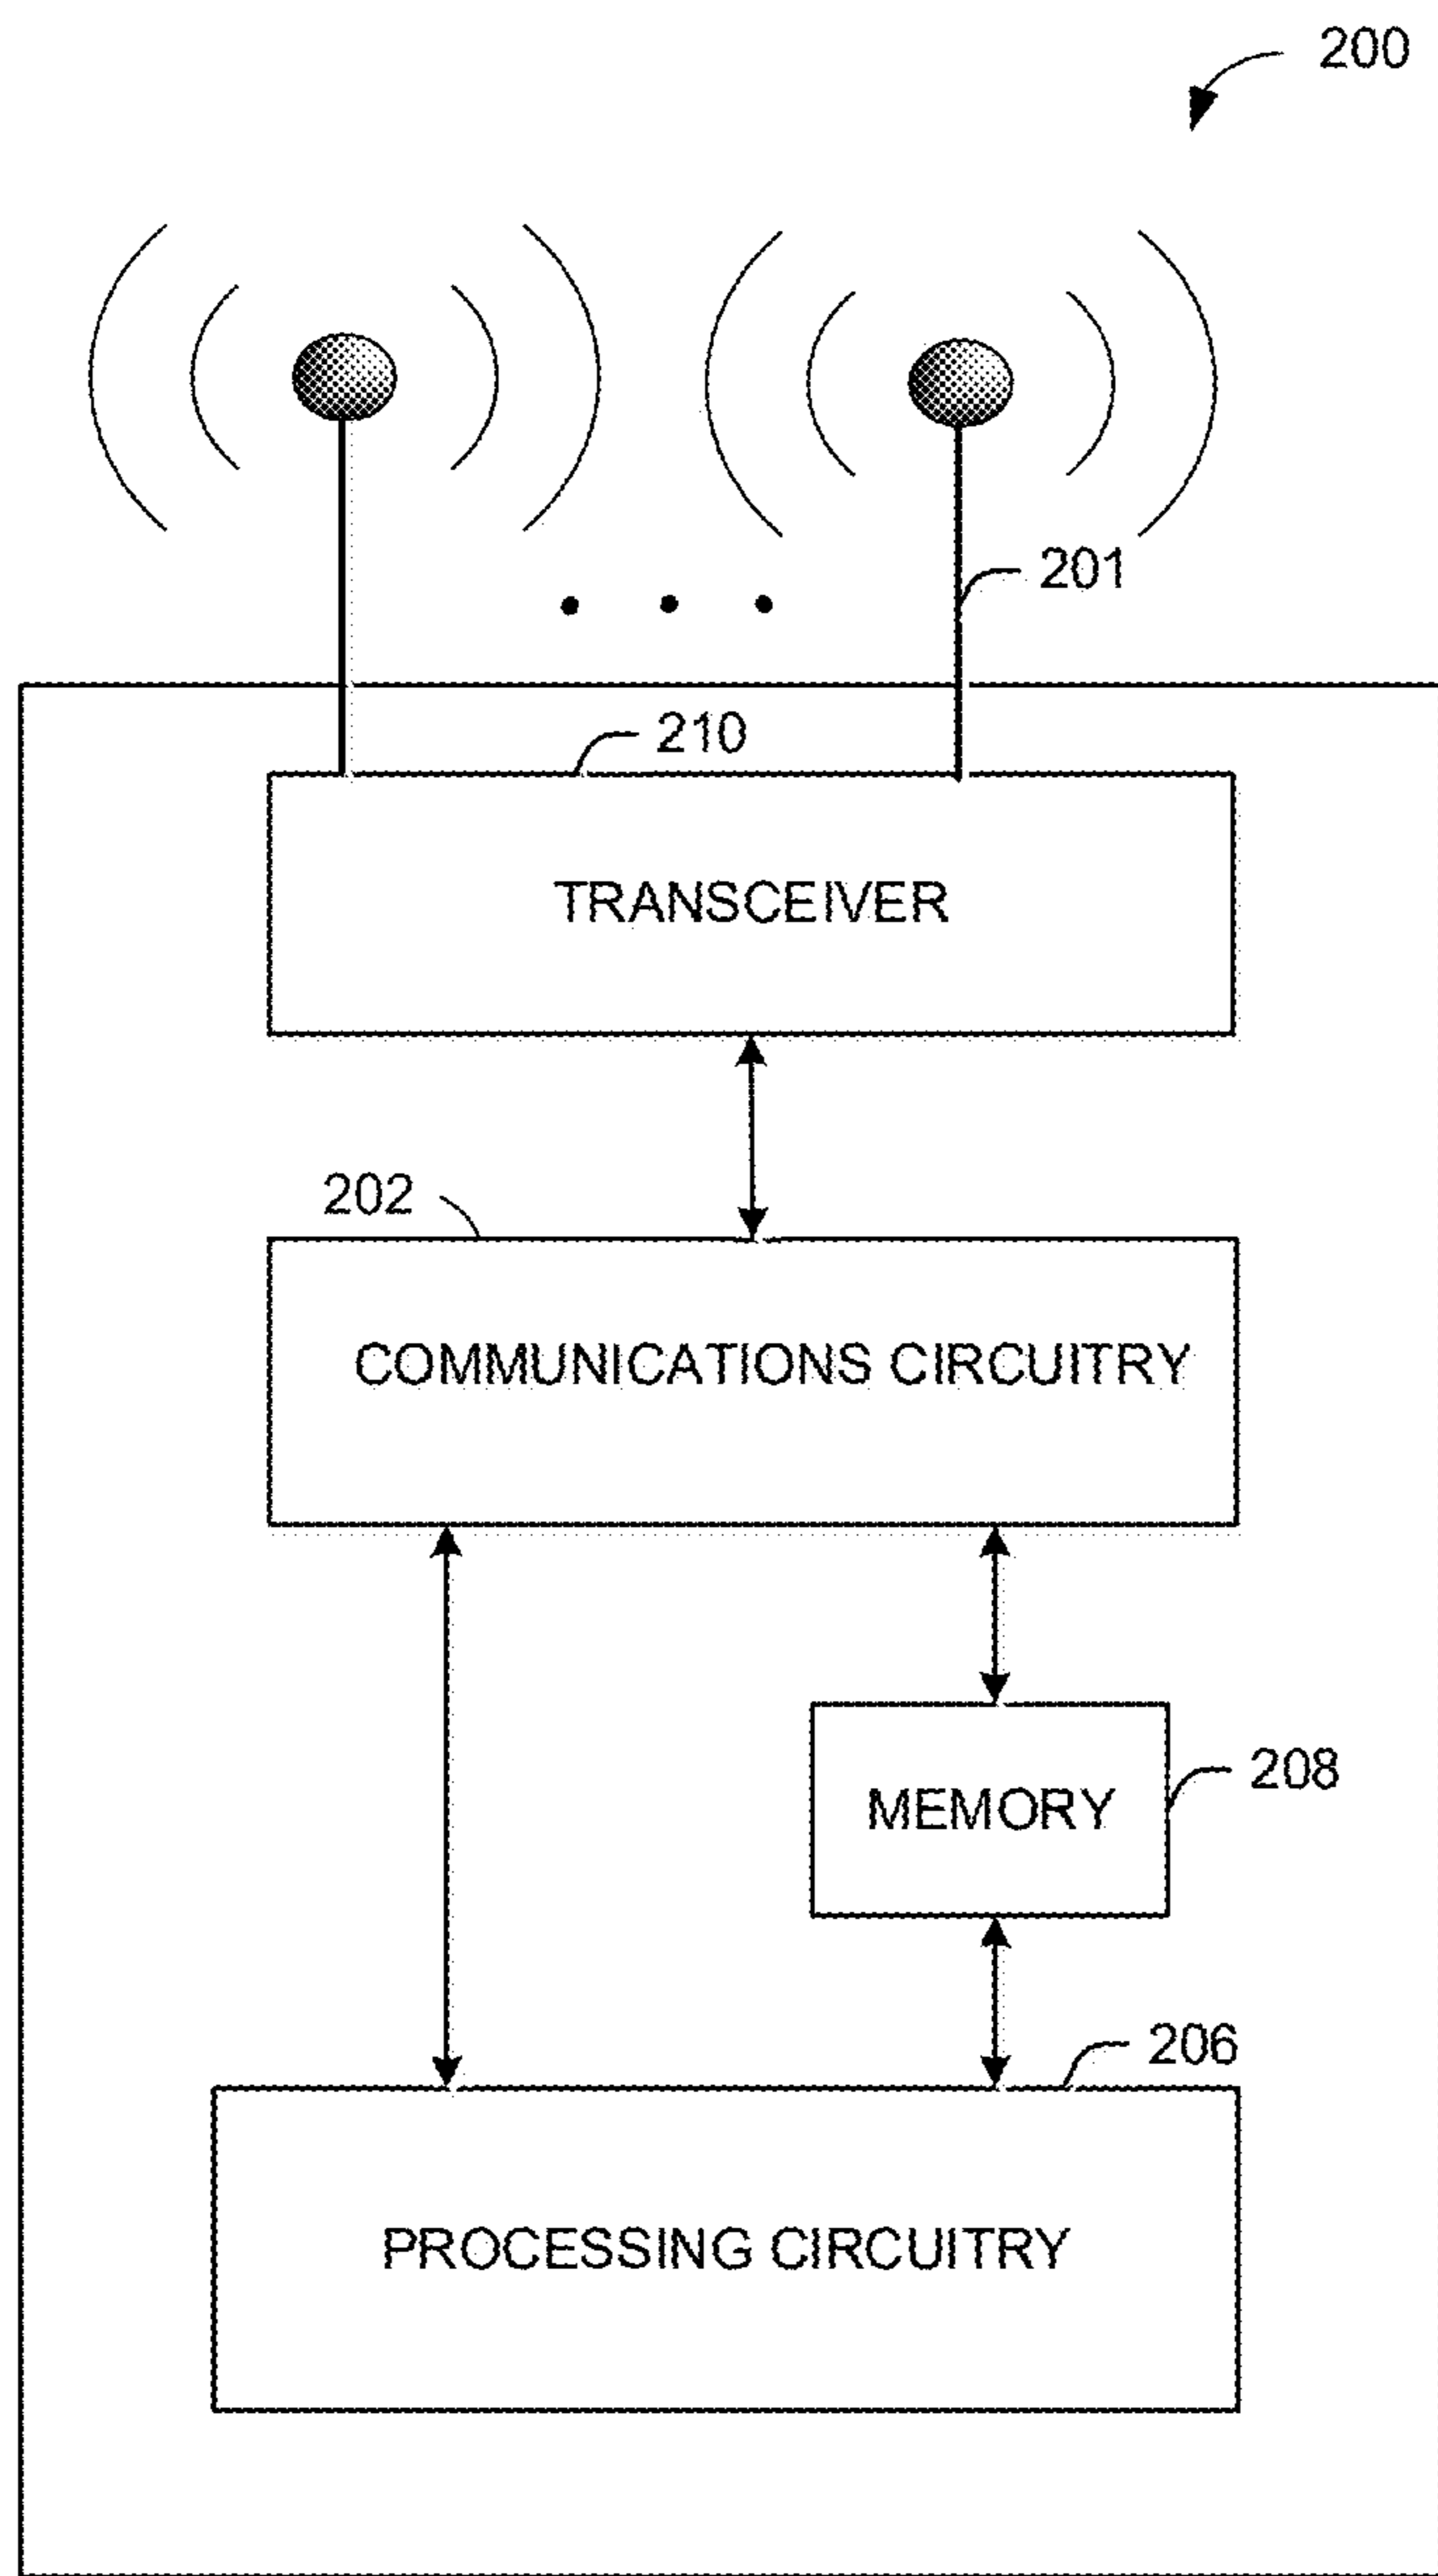 200
201
210
TRANSCEIVER
202
COMMUNICATIONS CIRCUITRY
MEMORY
208
206
PROCESSING CIRCUITRY